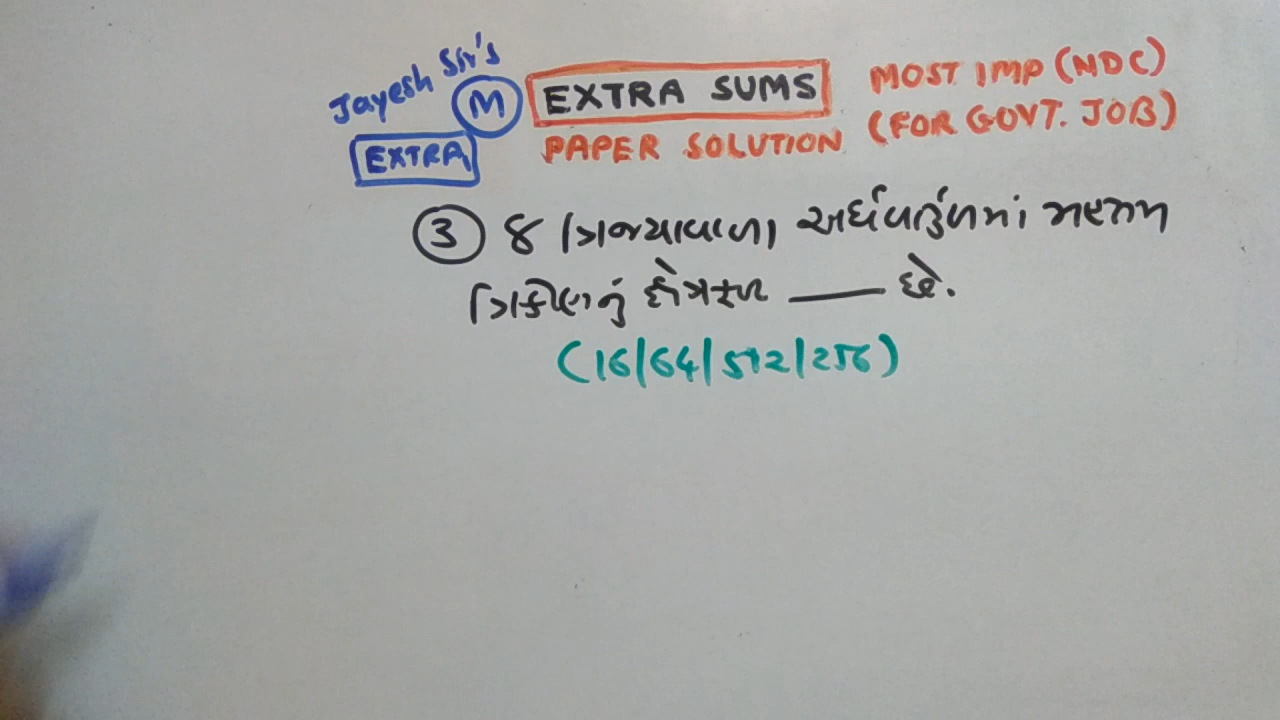 Jayesh Sir's
M EXTRA SUMS MOST IMP (NDC)
EXTRA PAPER SOLUTION (FOR GOVT. JOB)
3 8 ત્રિજ્યાવાળા અર્ધવર્તુળમાં મહત્તમ
ત્રિકોણનું ક્ષેત્રફળ ____ છે.
(16/64/512/256)